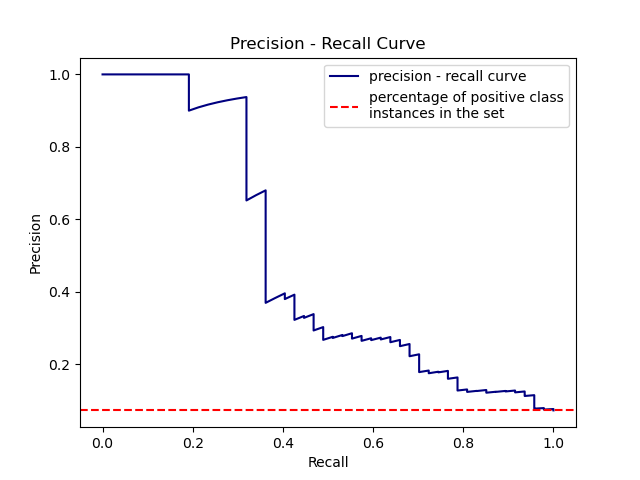 Precision - Recall Curve
precision - recall curve
percentage of positive class
instances in the set
1.0
0.8
0.6
0.4
0.2
Precision
0.0
0.2
0.4
0.6
0.8
1.0
Recall